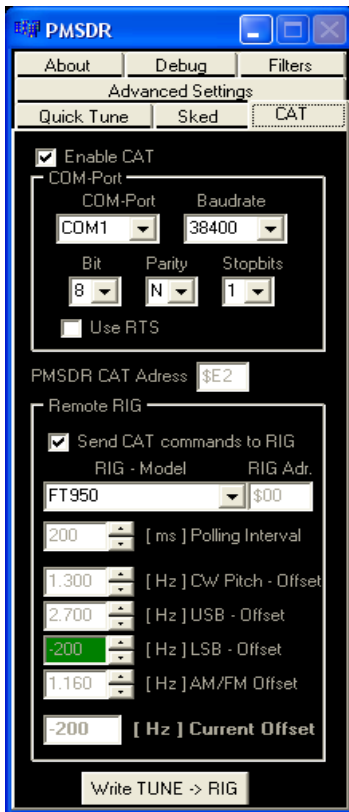 PMSDR
About Debug Filters
Advanced Settings
Quick Tune Sked CAT
Enable CAT
COM-Port
COM-Port Baudrate
COM1 38400
Bit Parity Stopbits
8 N 1
Use RTS
PMSDR CAT Adress $E2
Remote RIG
Send CAT commands to RIG
RIG - Model RIG Adr.
FT950 $00
200 [ ms ] Polling Interval
1.300 [ Hz ] CW Pitch - Offset
2.700 [ Hz ] USB - Offset
-200 [ Hz ] LSB - Offset
1.160 [ Hz ] AM/FM Offset
-200 [ Hz ] Current Offset
Write TUNE -> RIG